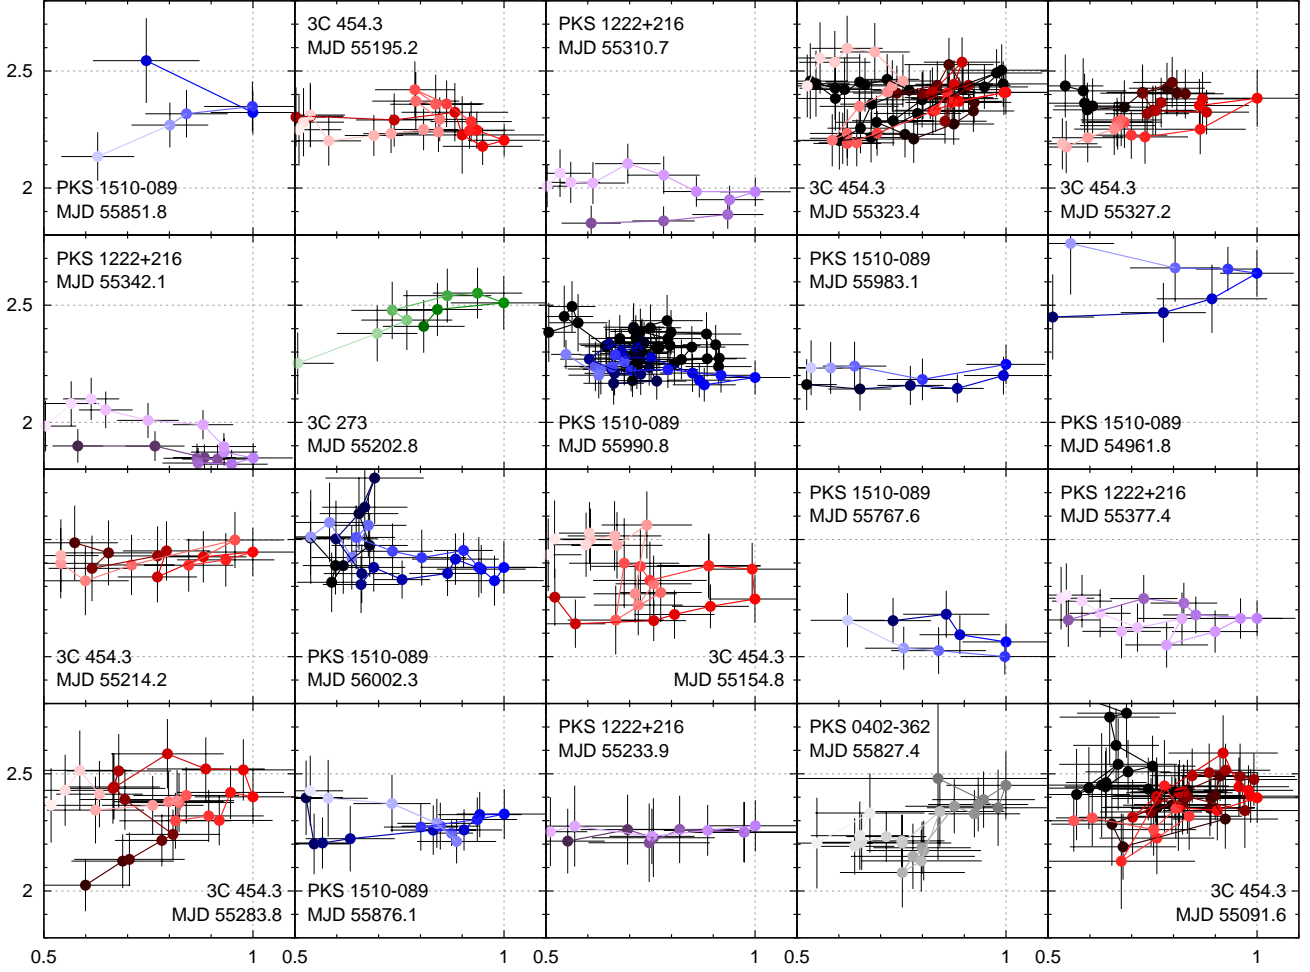 2.5
2
PKS 1510-089
MJD 55851.8
3C 454.3
MJD 55195.2
PKS 1222+216
MJD 55310.7
3C 454.3
MJD 55323.4
3C 454.3
MJD 55327.2
2.5
2
PKS 1222+216
MJD 55342.1
3C 273
MJD 55202.8
PKS 1510-089
MJD 55990.8
PKS 1510-089
MJD 55983.1
PKS 1510-089
MJD 54961.8
3C 454.3
MJD 55214.2
PKS 1510-089
MJD 56002.3
3C 454.3
MJD 55154.8
PKS 1510-089
MJD 55767.6
PKS 1222+216
MJD 55377.4
2.5
2
3C 454.3
MJD 55283.8
PKS 1510-089
MJD 55876.1
PKS 1222+216
MJD 55233.9
PKS 0402-362
MJD 55827.4
3C 454.3
MJD 55091.6
0.5 1 0.5 1 0.5 1 0.5 1 0.5 1